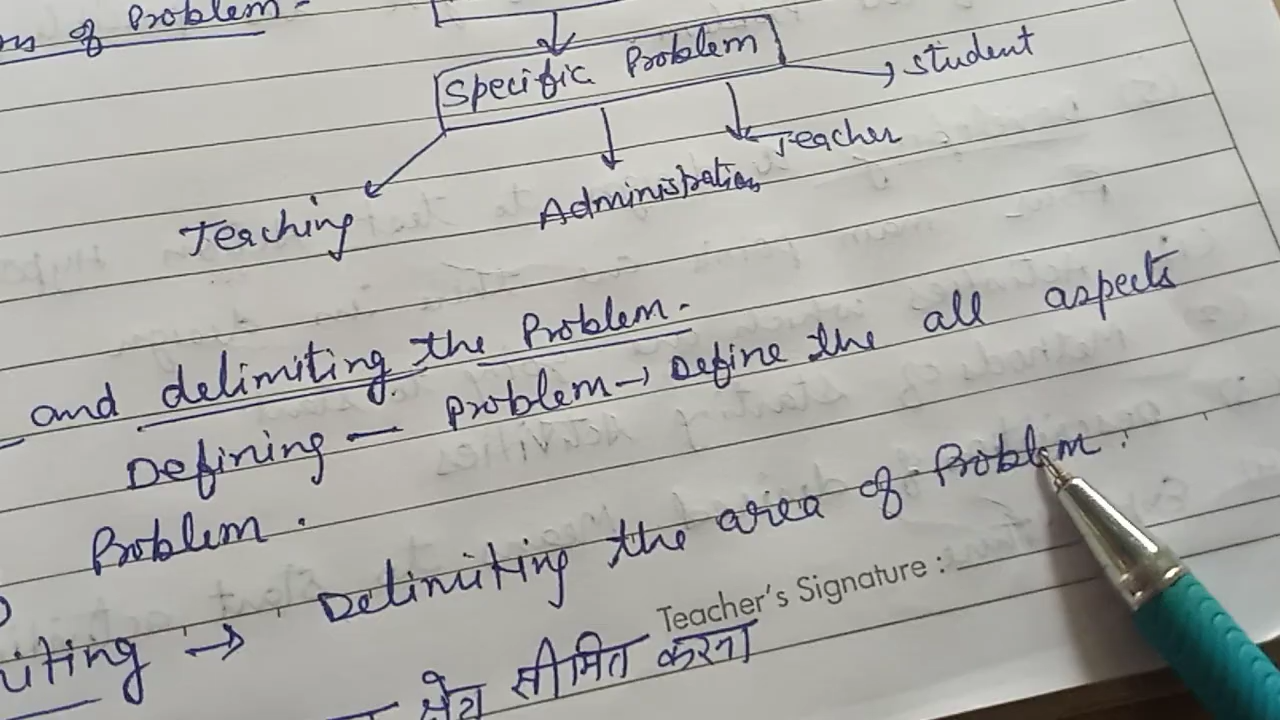 of Problem -
Specific Problem
student
Teacher
Administration
Teaching
and delimiting the Problem.
Defining — Problem → Define the all aspects
Problem.
Delimiting the area of Problem.
Teacher's Signature :
क्षेत्र सीमित करना